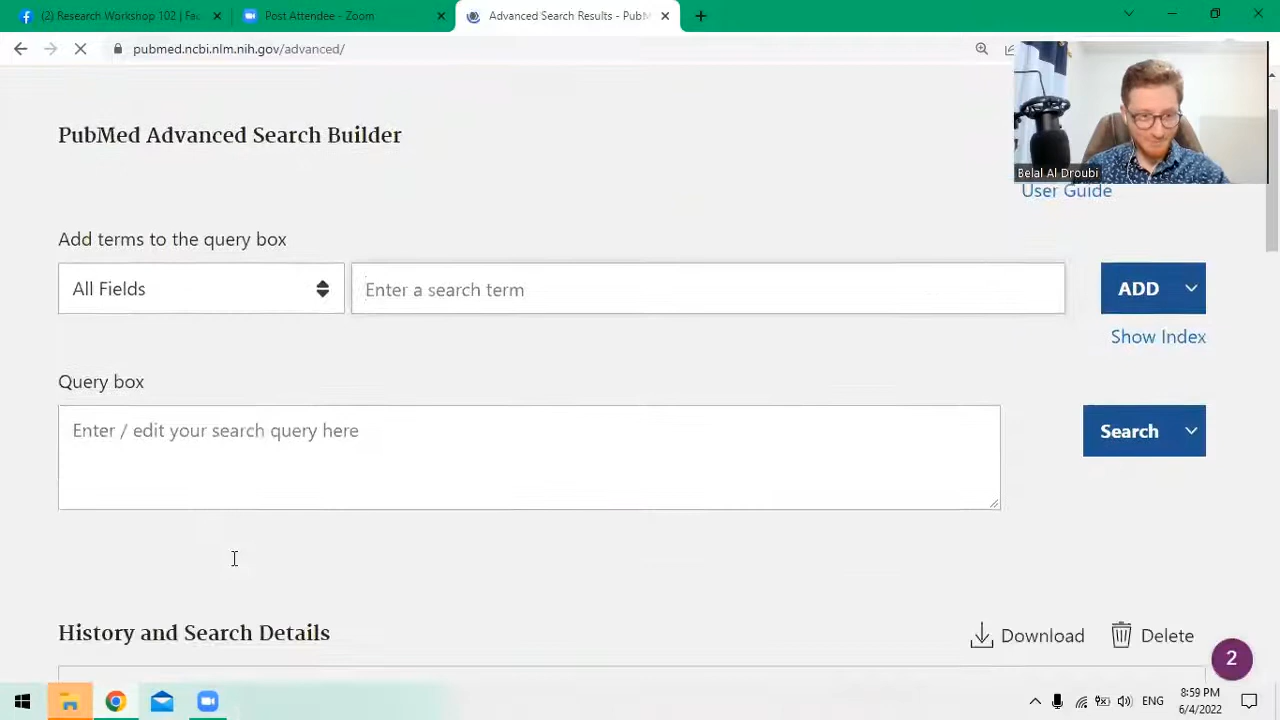 (2) Research Workshop 102 | Fac
Post Attendee - Zoom
Advanced Search Results - PubM
pubmed.ncbi.nlm.nih.gov/advanced/
PubMed Advanced Search Builder
Belal Al Droubi
User Guide
Add terms to the query box
All Fields
Enter a search term
ADD
Show Index
Query box
Enter / edit your search query here
Search
History and Search Details
Download
Delete
2
ENG
8:59 PM
6/4/2022